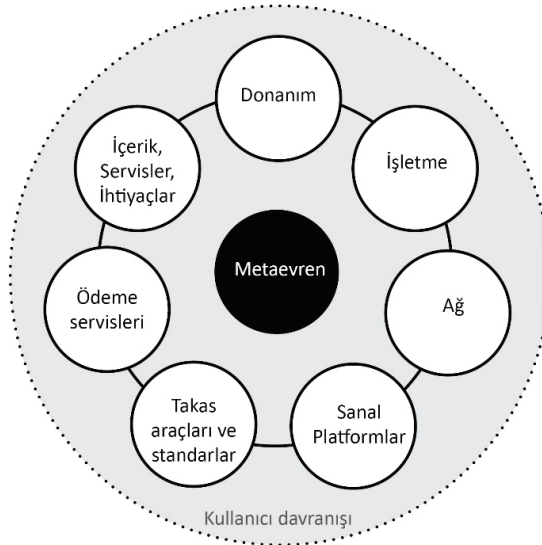 Donanım
İşletme
Ağ
Sanal
Platformlar
Takas
araçları ve
standarlar
Ödeme
servisleri
İçerik,
Servisler,
İhtiyaçlar
Metaevren
Kullanıcı davranışı